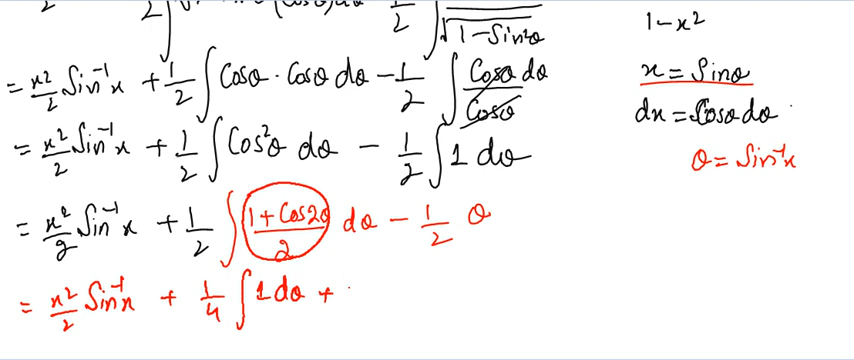 √1-Sin²θ
1-x²
= x²/2 Sin⁻¹x + 1/2 ∫ Cosθ · Cosθ dθ - 1/2 ∫ Cosθ dθ/Cosθ
x = Sinθ
dx = Cosθ dθ
= x²/2 Sin⁻¹x + 1/2 ∫ Cos²θ dθ - 1/2 ∫ 1 dθ
θ = Sin⁻¹x
= x²/2 Sin⁻¹x + 1/2 ∫ (1 + Cos2θ)/2 dθ - 1/2 θ
= x²/2 Sin⁻¹x + 1/4 ∫ 1 dθ +